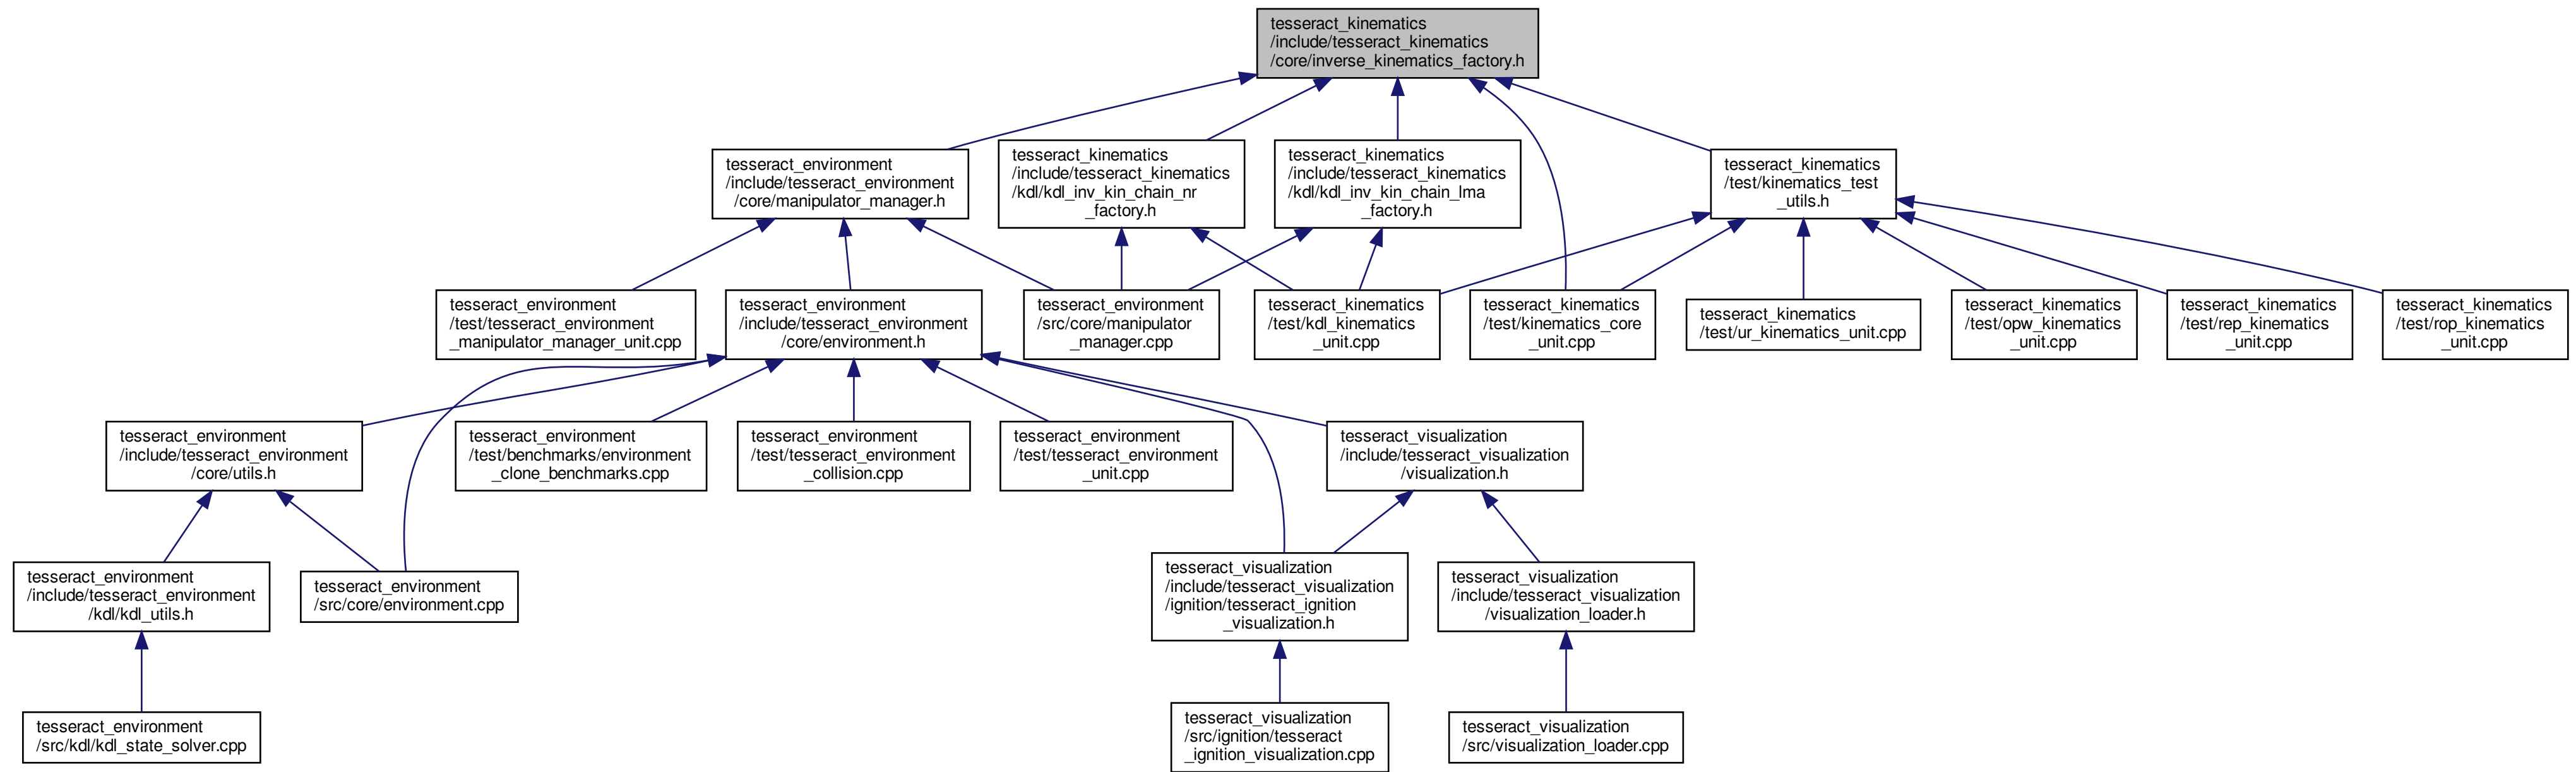 tesseract_kinematics
/include/tesseract_kinematics
/core/inverse_kinematics_factory.h
tesseract_environment
/include/tesseract_environment
/core/manipulator_manager.h
tesseract_kinematics
/include/tesseract_kinematics
/kdl/kdl_inv_kin_chain_nr
_factory.h
tesseract_kinematics
/include/tesseract_kinematics
/kdl/kdl_inv_kin_chain_lma
_factory.h
tesseract_kinematics
/test/kinematics_test
_utils.h
tesseract_environment
/test/tesseract_environment
_manipulator_manager_unit.cpp
tesseract_environment
/include/tesseract_environment
/core/environment.h
tesseract_environment
/src/core/manipulator
_manager.cpp
tesseract_kinematics
/test/kdl_kinematics
_unit.cpp
tesseract_kinematics
/test/kinematics_core
_unit.cpp
tesseract_kinematics
/test/ur_kinematics_unit.cpp
tesseract_kinematics
/test/opw_kinematics
_unit.cpp
tesseract_kinematics
/test/rep_kinematics
_unit.cpp
tesseract_kinematics
/test/rop_kinematics
_unit.cpp
tesseract_environment
/include/tesseract_environment
/core/utils.h
tesseract_environment
/test/benchmarks/environment
_clone_benchmarks.cpp
tesseract_environment
/test/tesseract_environment
_collision.cpp
tesseract_environment
/test/tesseract_environment
_unit.cpp
tesseract_visualization
/include/tesseract_visualization
/visualization.h
tesseract_environment
/include/tesseract_environment
/kdl/kdl_utils.h
tesseract_environment
/src/core/environment.cpp
tesseract_visualization
/include/tesseract_visualization
/ignition/tesseract_ignition
_visualization.h
tesseract_visualization
/include/tesseract_visualization
/visualization_loader.h
tesseract_environment
/src/kdl/kdl_state_solver.cpp
tesseract_visualization
/src/ignition/tesseract
_ignition_visualization.cpp
tesseract_visualization
/src/visualization_loader.cpp